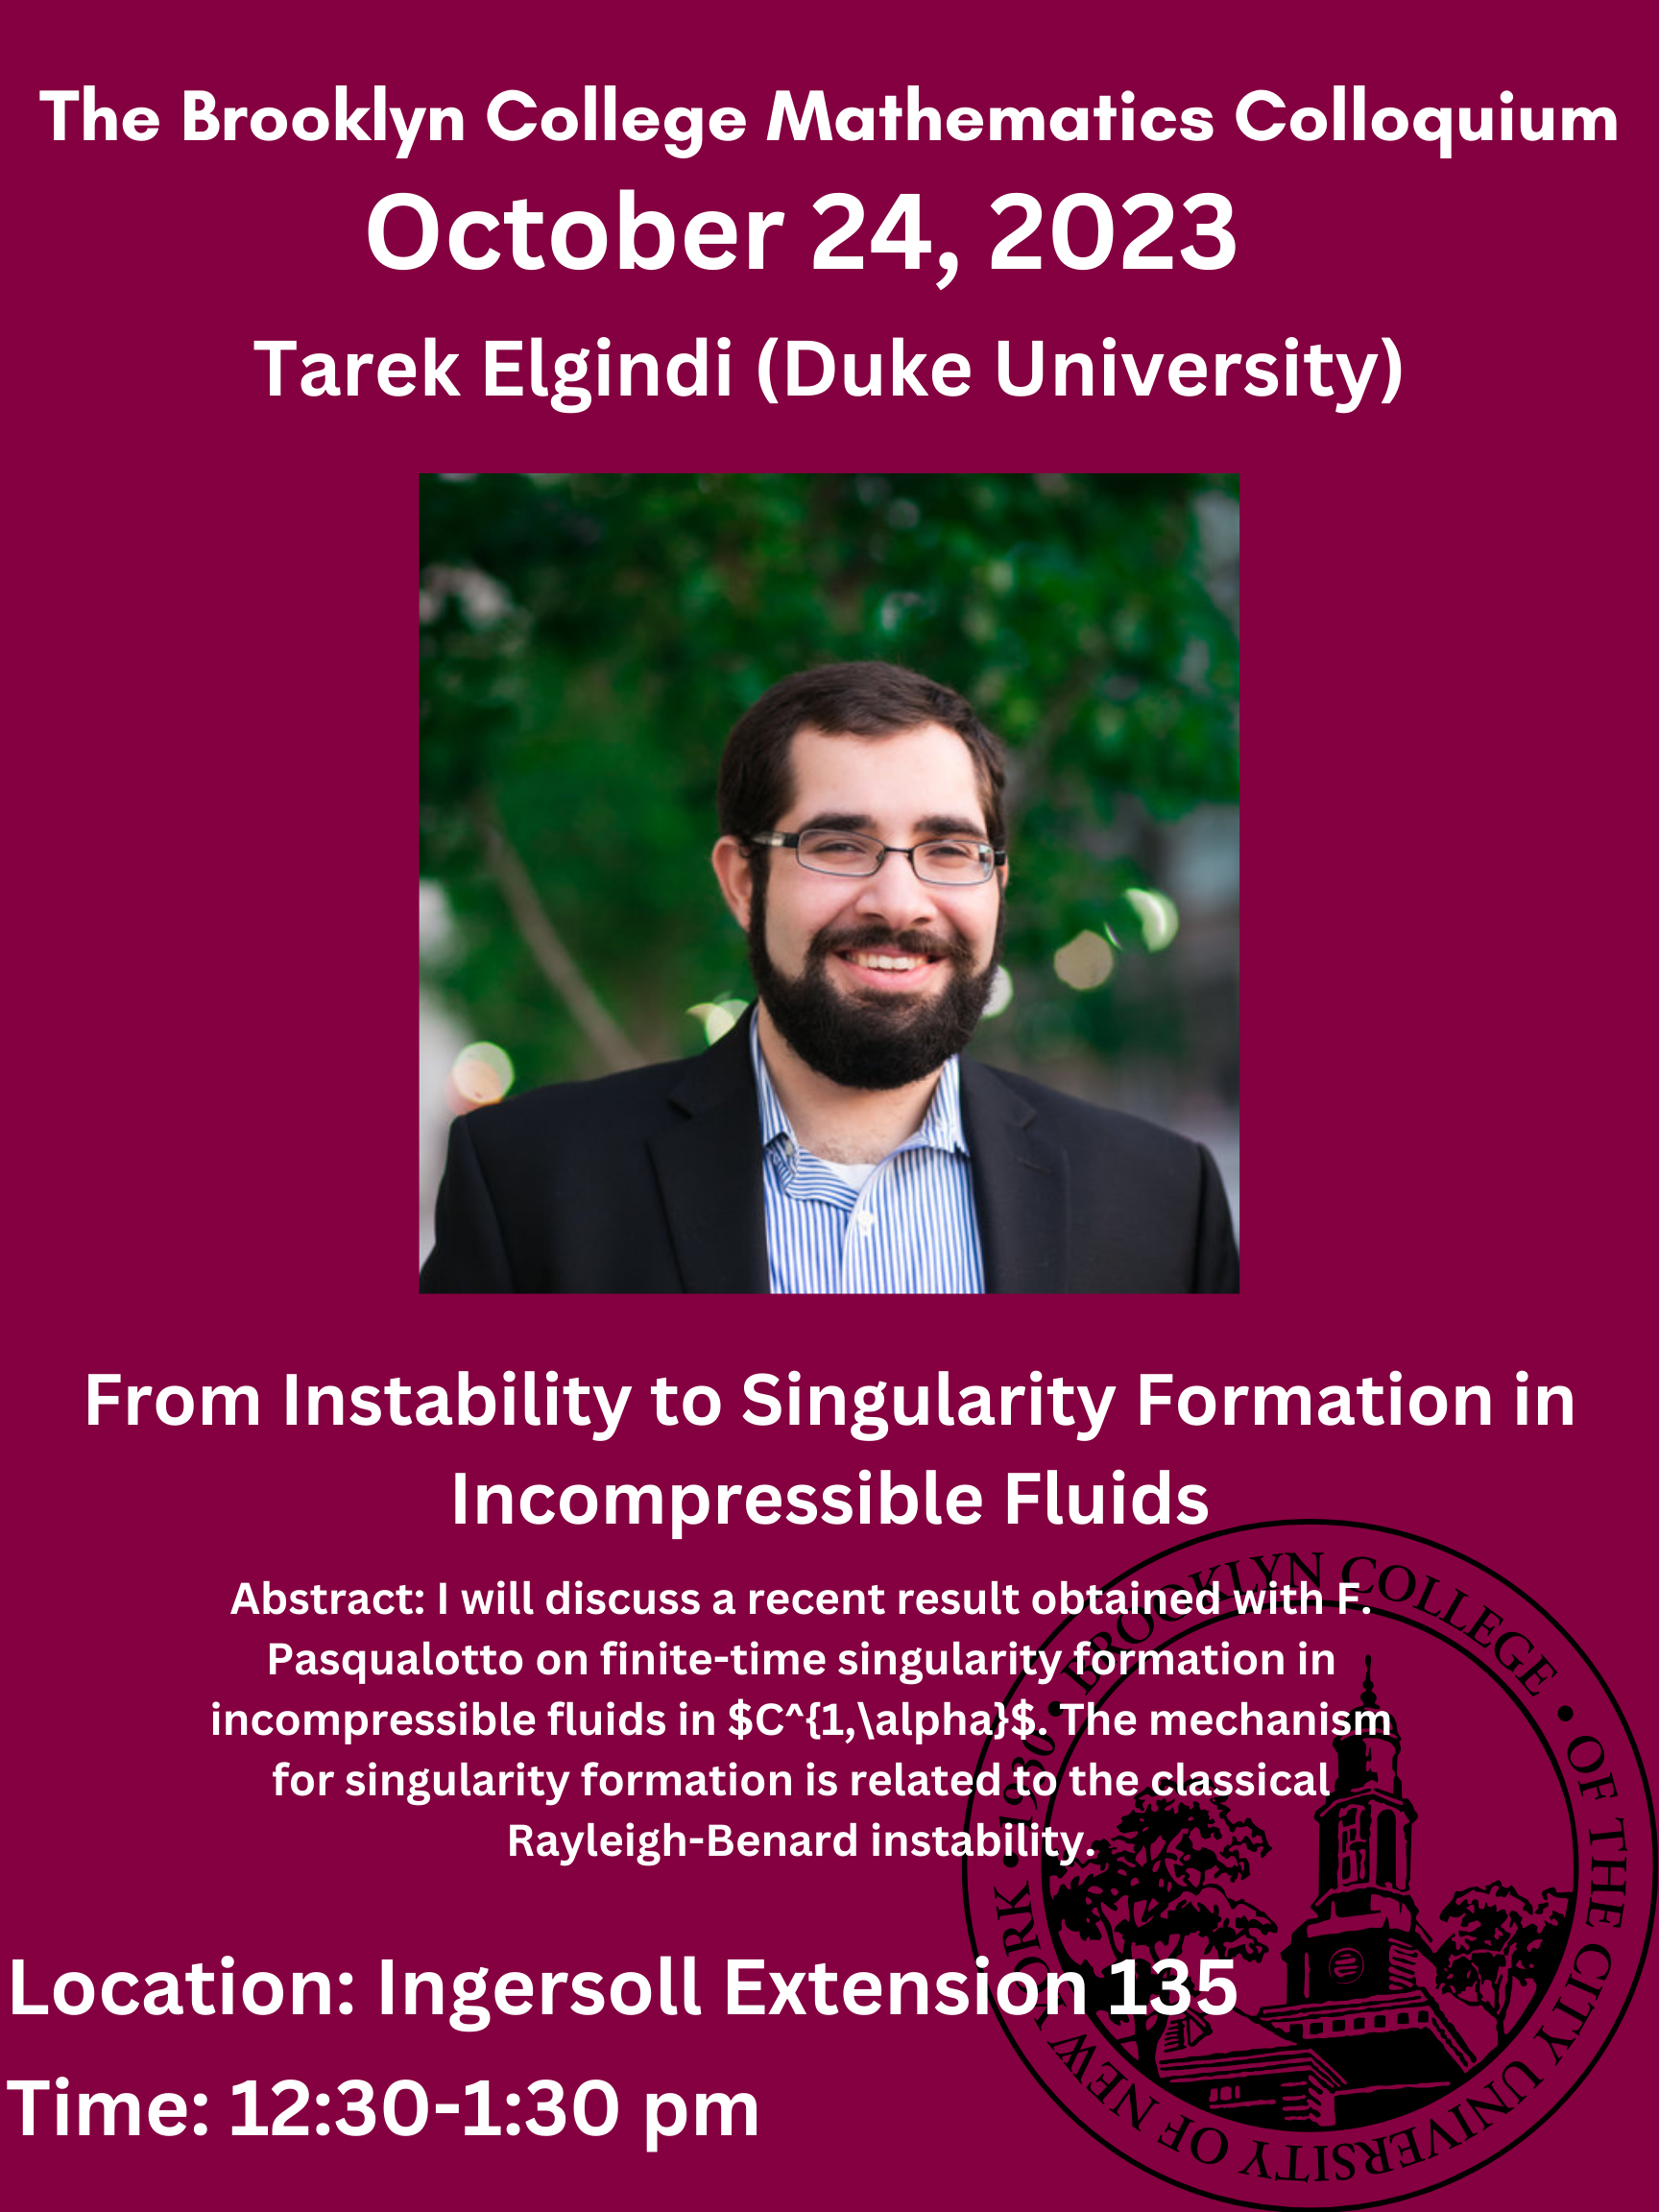 The Brooklyn College Mathematics Colloquium
October 24, 2023
Tarek Elgindi (Duke University)
From Instability to Singularity Formation in
Incompressible Fluids
Abstract: I will discuss a recent result obtained with F.
Pasqualotto on finite-time singularity formation in
incompressible fluids in $C^{1,\alpha}$. The mechanism
for singularity formation is related to the classical
Rayleigh-Benard instability.
Location: Ingersoll Extension 135
Time: 12:30-1:30 pm
BROOKLYN COLLEGE • OF THE CITY UNIVERSITY OF NEW YORK • 1930 •